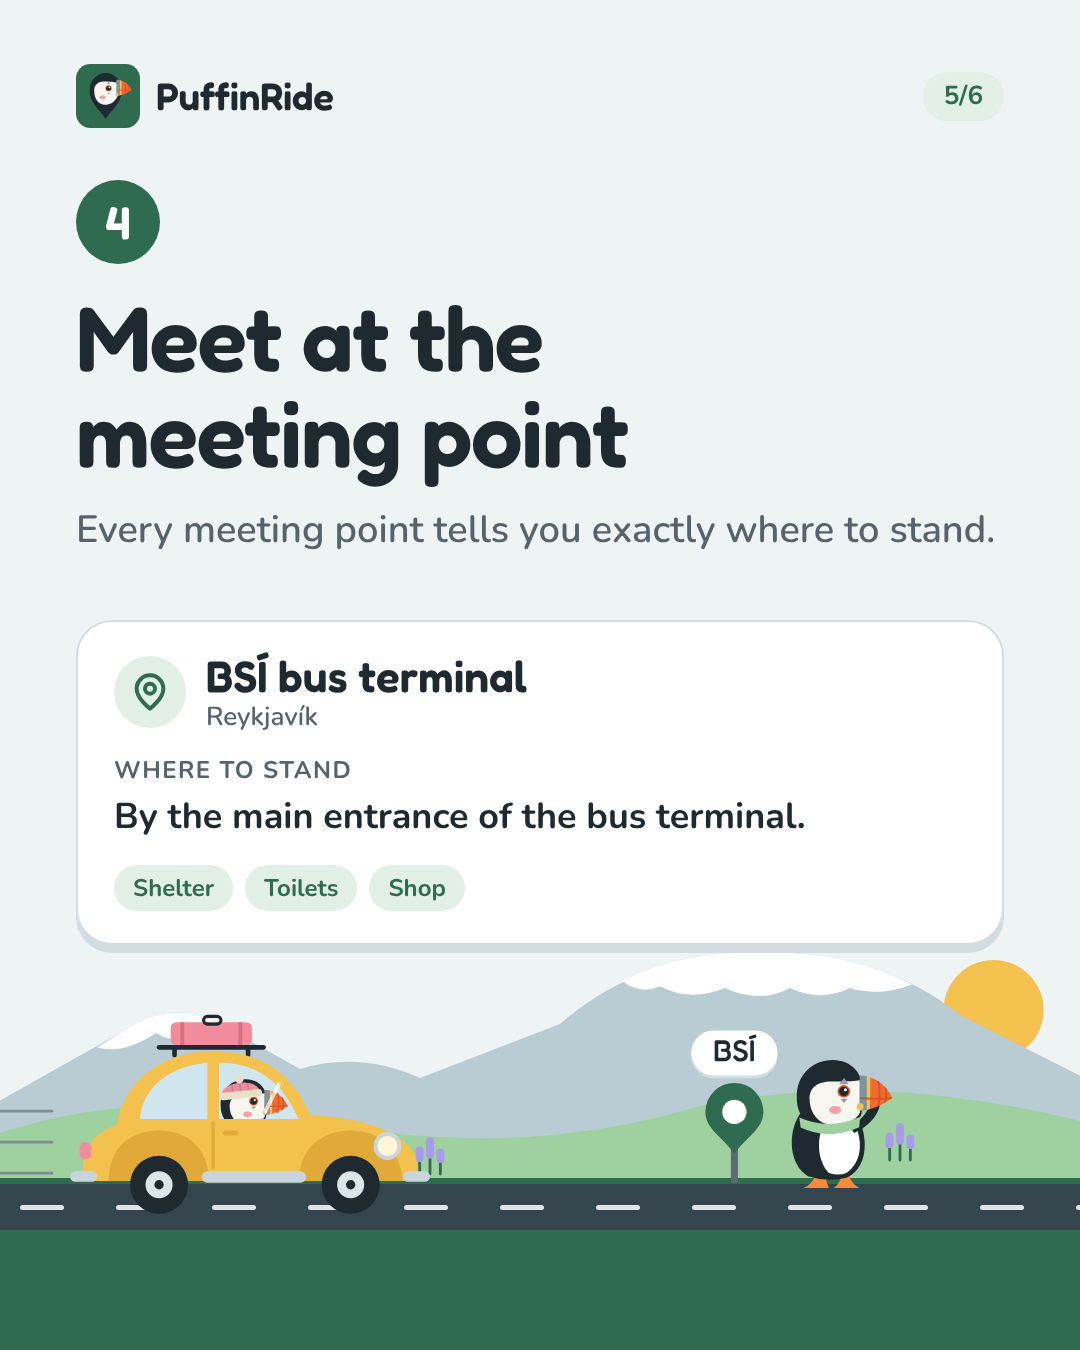 PuffinRide
5/6
4
Meet at the
meeting point
Every meeting point tells you exactly where to stand.
BSÍ bus terminal
Reykjavík
WHERE TO STAND
By the main entrance of the bus terminal.
Shelter Toilets Shop
BSÍ